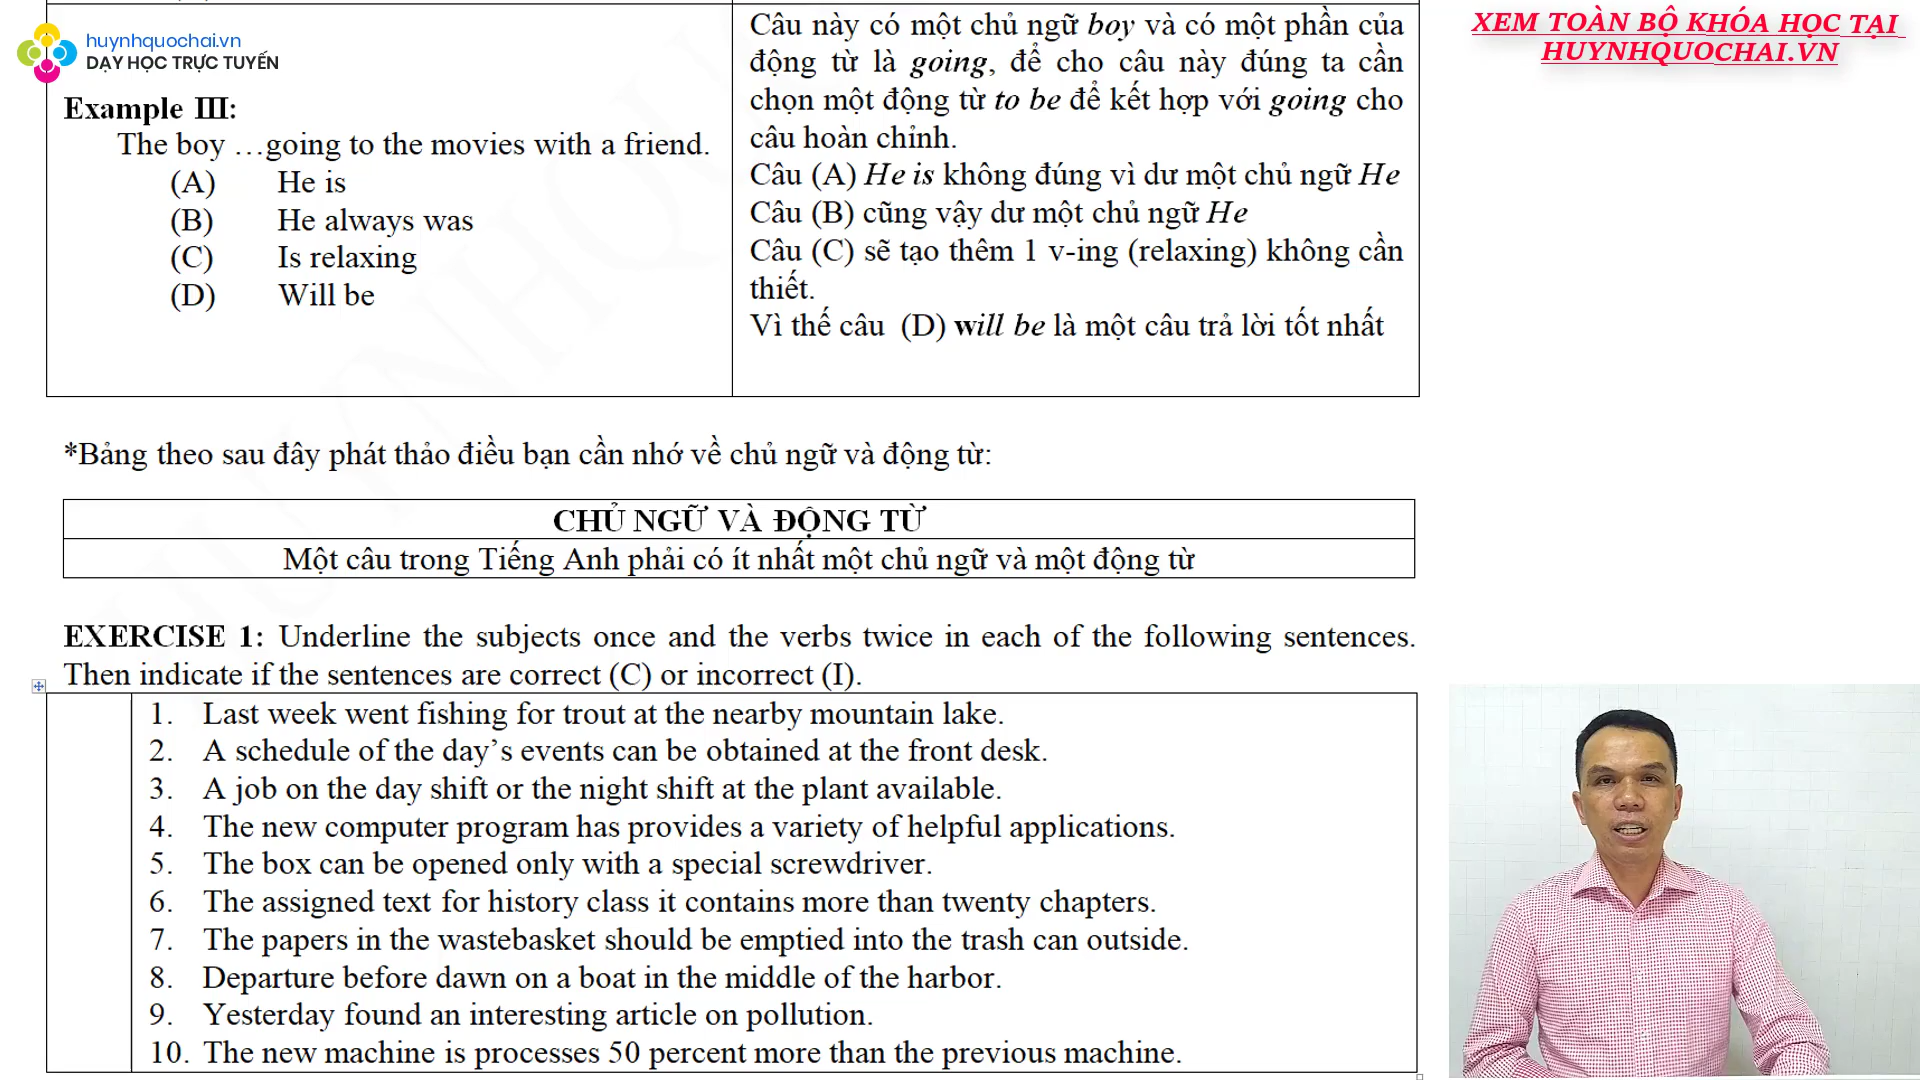 huynhquochai.vn
DẠY HỌC TRỰC TUYẾN
XEM TOÀN BỘ KHÓA HỌC TẠI
HUYNHQUOCHAI.VN
Example III:
The boy …going to the movies with a friend.
(A) He is
(B) He always was
(C) Is relaxing
(D) Will be
Câu này có một chủ ngữ boy và có một phần của
động từ là going, để cho câu này đúng ta cần
chọn một động từ to be để kết hợp với going cho
câu hoàn chỉnh.
Câu (A) He is không đúng vì dư một chủ ngữ He
Câu (B) cũng vậy dư một chủ ngữ He
Câu (C) sẽ tạo thêm 1 v-ing (relaxing) không cần
thiết.
Vì thế câu (D) will be là một câu trả lời tốt nhất
*Bảng theo sau đây phát thảo điều bạn cần nhớ về chủ ngữ và động từ:
CHỦ NGỮ VÀ ĐỘNG TỪ
Một câu trong Tiếng Anh phải có ít nhất một chủ ngữ và một động từ
EXERCISE 1: Underline the subjects once and the verbs twice in each of the following sentences.
Then indicate if the sentences are correct (C) or incorrect (I).
1. Last week went fishing for trout at the nearby mountain lake.
2. A schedule of the day’s events can be obtained at the front desk.
3. A job on the day shift or the night shift at the plant available.
4. The new computer program has provides a variety of helpful applications.
5. The box can be opened only with a special screwdriver.
6. The assigned text for history class it contains more than twenty chapters.
7. The papers in the wastebasket should be emptied into the trash can outside.
8. Departure before dawn on a boat in the middle of the harbor.
9. Yesterday found an interesting article on pollution.
10. The new machine is processes 50 percent more than the previous machine.